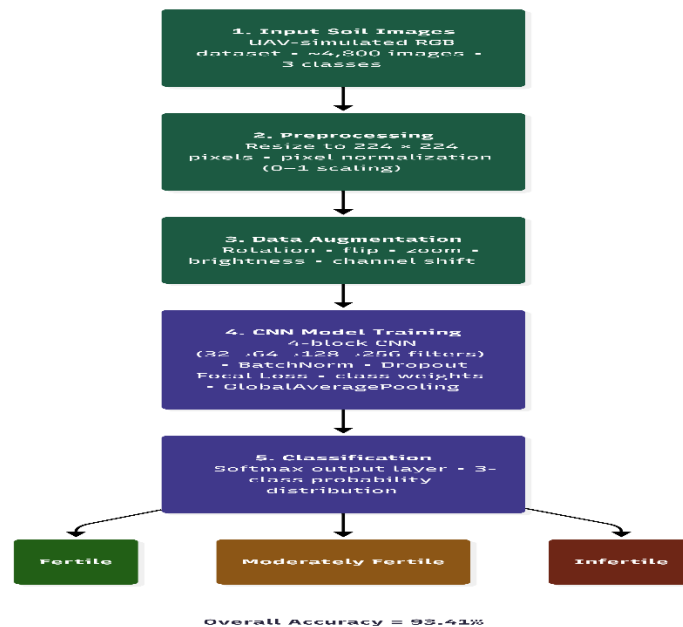 1. Input Soil Images
UAV-simulated RGB
dataset • ~4,800 images •
3 classes
2. Preprocessing
Resize to 224 × 224
pixels • pixel normalization
(0–1 scaling)
3. Data Augmentation
Rotation • flip • zoom •
brightness • channel shift
4. CNN Model Training
4-block CNN
(32→64→128→256 filters)
• BatchNorm • Dropout
Focal Loss • class weights
• GlobalAveragePooling
5. Classification
Softmax output layer • 3-
class probability
distribution
Fertile
Moderately Fertile
Infertile
Overall Accuracy = 93.41%